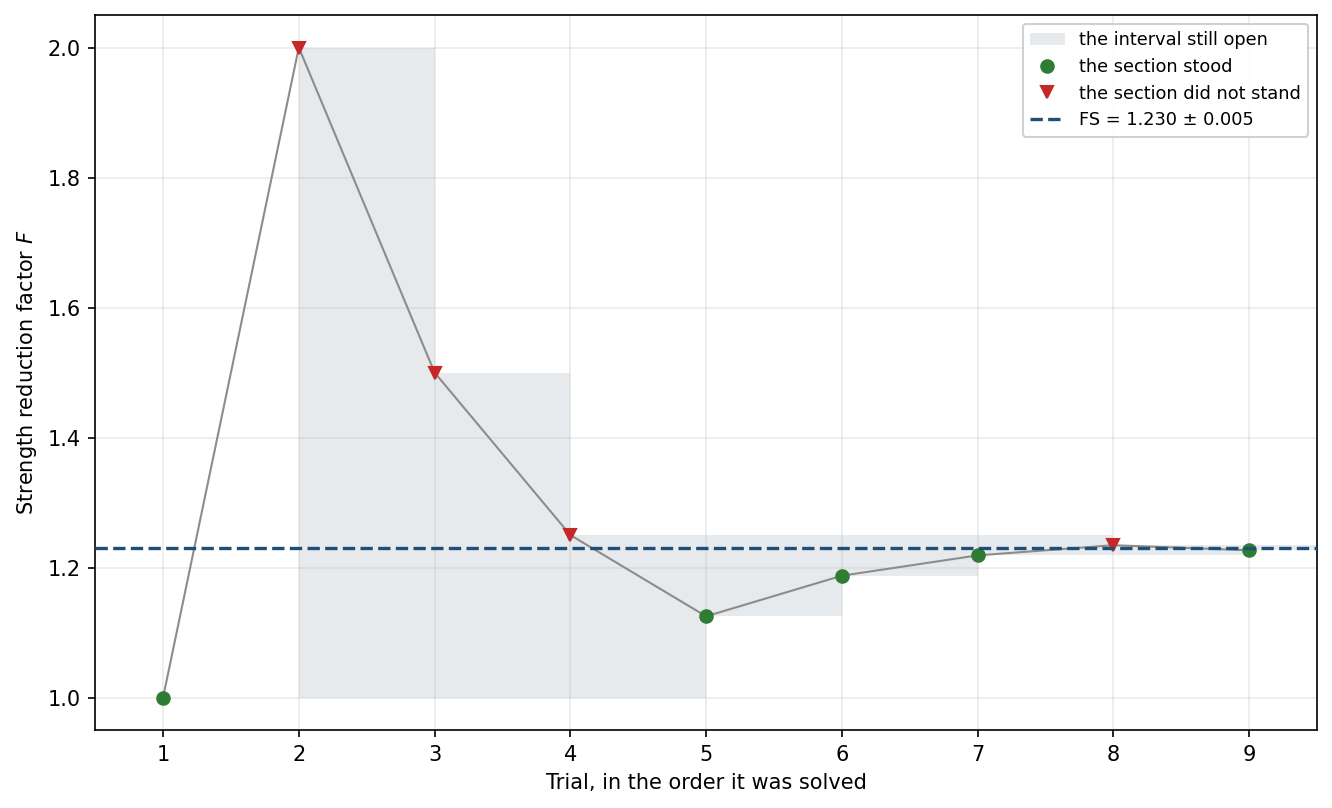 the interval still open
the section stood
the section did not stand
FS = 1.230 ± 0.005
Strength reduction factor F
2.0
1.8
1.6
1.4
1.2
1.0
1 2 3 4 5 6 7 8 9
Trial, in the order it was solved